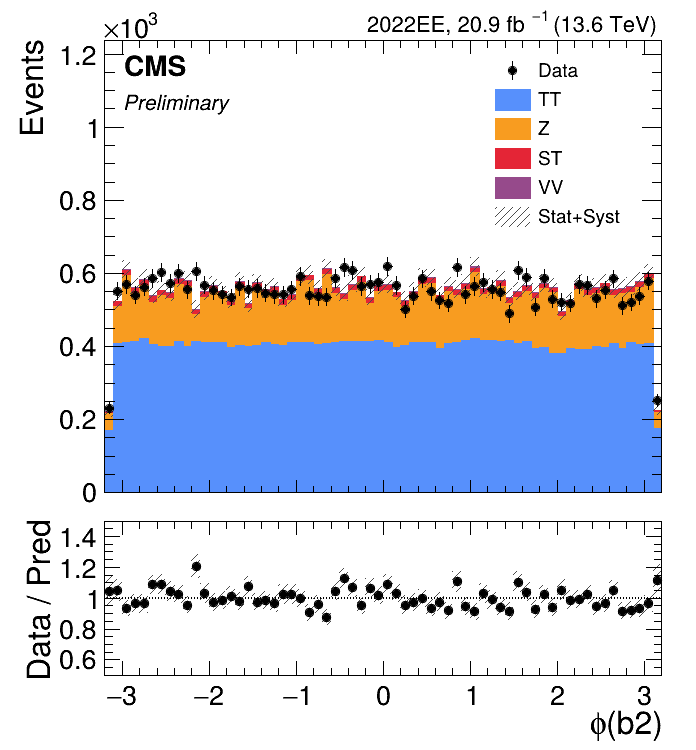 ×10³
2022EE, 20.9 fb ⁻¹ (13.6 TeV)
CMS
Preliminary
Events
1.2
1
0.8
0.6
0.4
0.2
0
Data
TT
Z
ST
VV
Stat+Syst
Data / Pred
1.4
1.2
1
0.8
0.6
−3 −2 −1 0 1 2 3
ϕ(b2)